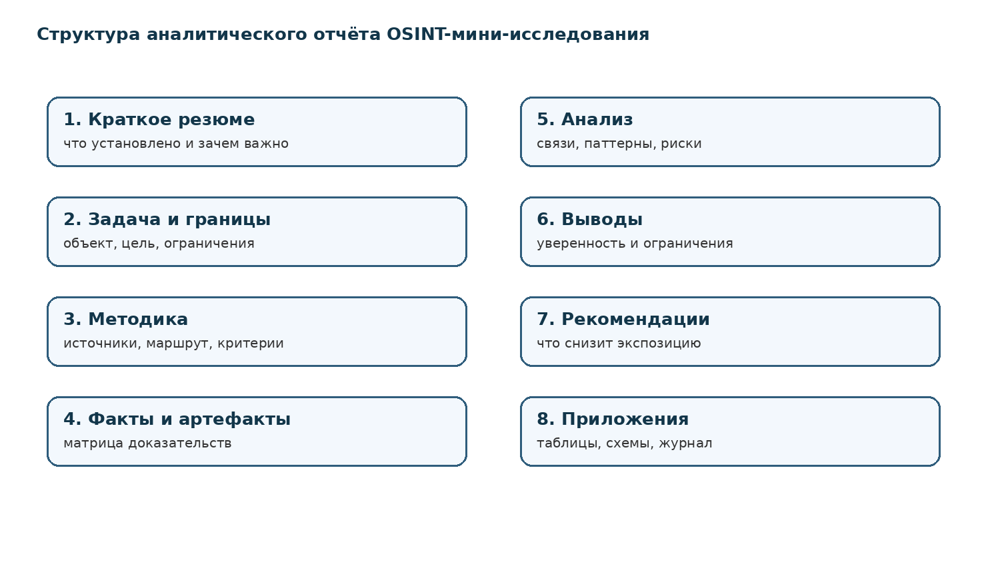 Структура аналитического отчёта OSINT-мини-исследования
1. Краткое резюме
что установлено и зачем важно
2. Задача и границы
объект, цель, ограничения
3. Методика
источники, маршрут, критерии
4. Факты и артефакты
матрица доказательств
5. Анализ
связи, паттерны, риски
6. Выводы
уверенность и ограничения
7. Рекомендации
что снизит экспозицию
8. Приложения
таблицы, схемы, журнал